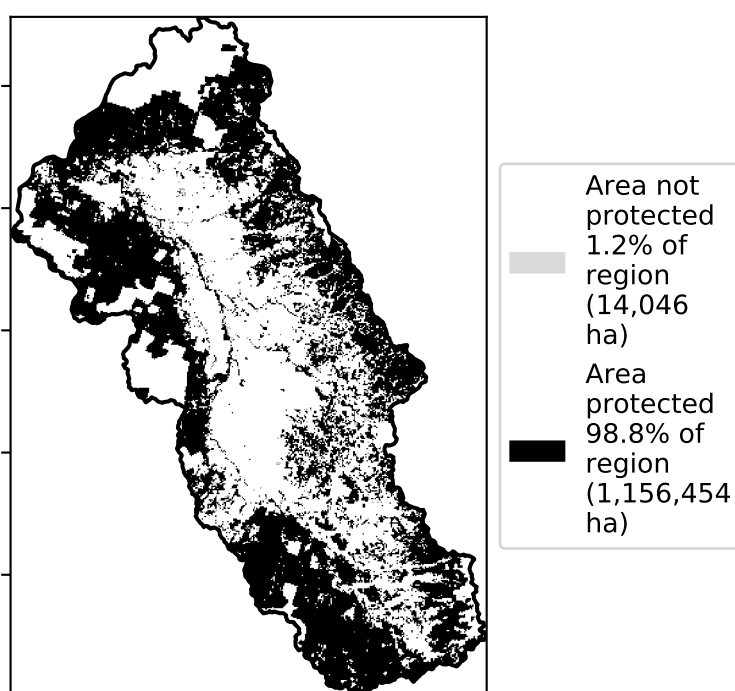 Area not
protected
1.2% of
region
(14,046
ha)
Area
protected
98.8% of
region
(1,156,454
ha)